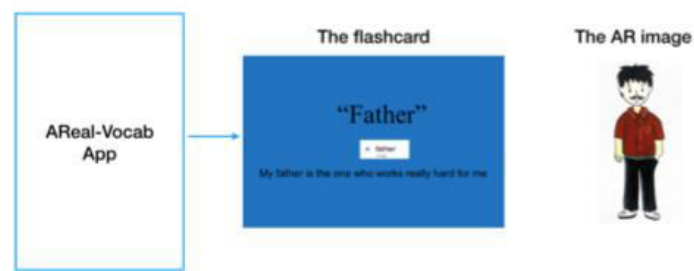 The flashcard
The AR image
AReal-Vocab
App
“Father”
father
My father is the one who works really hard for me